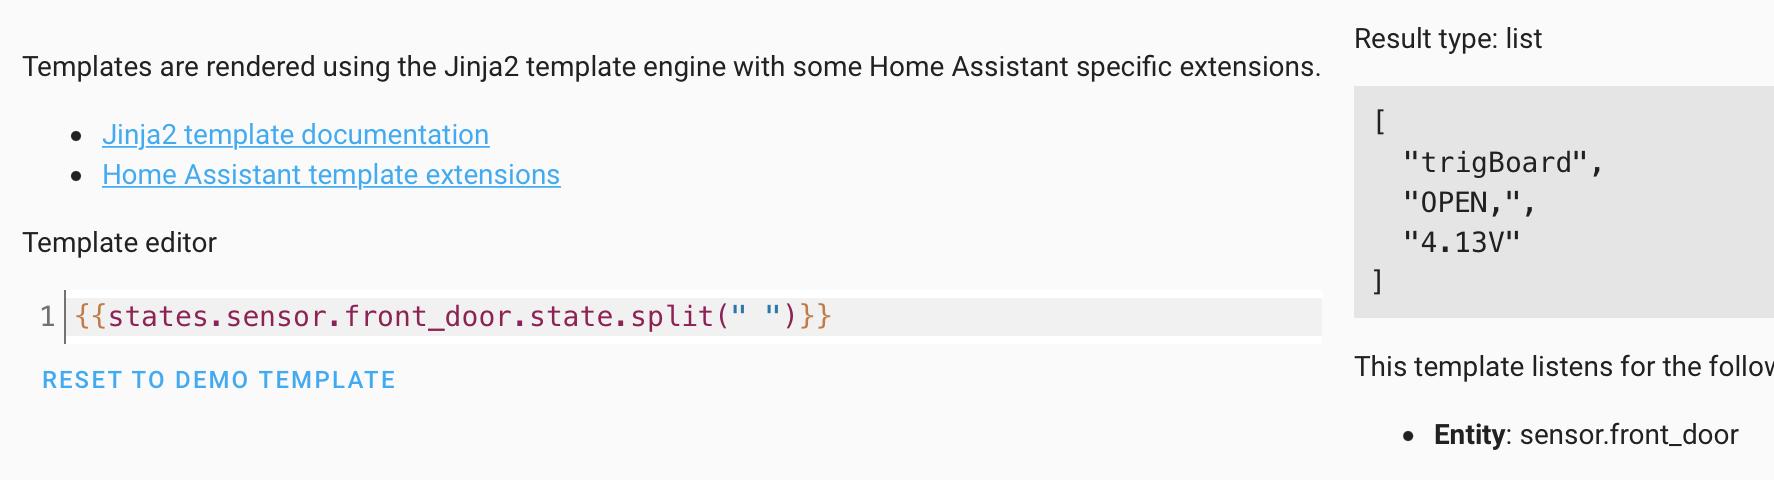 Templates are rendered using the Jinja2 template engine with some Home Assistant specific extensions.
Jinja2 template documentation
Home Assistant template extensions
Template editor
1 {{states.sensor.front_door.state.split(" ")}}
RESET TO DEMO TEMPLATE
Result type: list
[
"trigBoard",
"OPEN,",
"4.13V"
]
This template listens for the follow
Entity: sensor.front_door